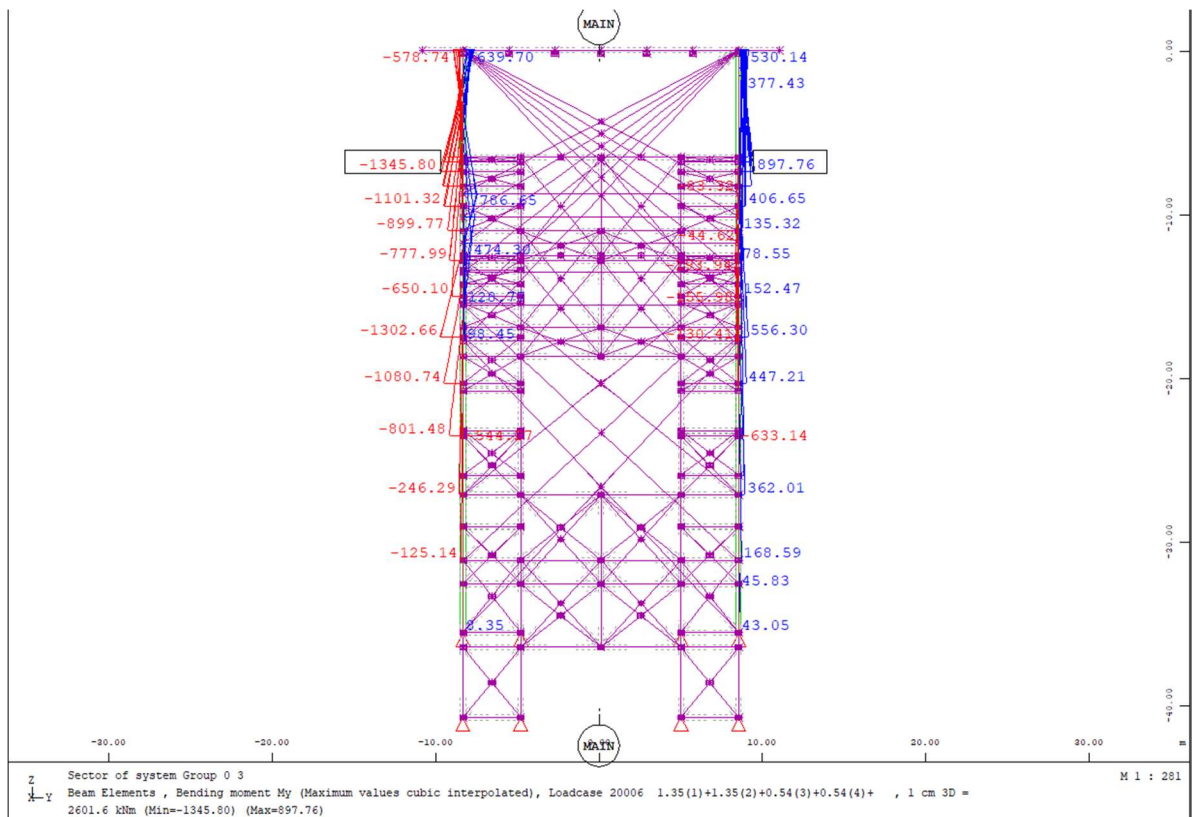 MAIN
-578.74 639.70 530.14 0.00
377.43
-1345.80 897.76
-1101.32 786.65 406.65 -10.00
-899.77 135.32
-777.99 474.30 78.55
-650.10 152.47
-1302.66 98.45 556.30
-1080.74 447.21 -20.00
-801.48 -633.14
-246.29 362.01
-125.14 168.59 -30.00
45.83
8.35 43.05
-40.00
-30.00 -20.00 -10.00 MAIN 10.00 20.00 30.00 m
Z Sector of system Group 0 3 M 1 : 281
X Y Beam Elements , Bending moment My (Maximum values cubic interpolated), Loadcase 20006 1.35(1)+1.35(2)+0.54(3)+0.54(4)+ , 1 cm 3D =
2601.6 kNm (Min=-1345.80) (Max=897.76)